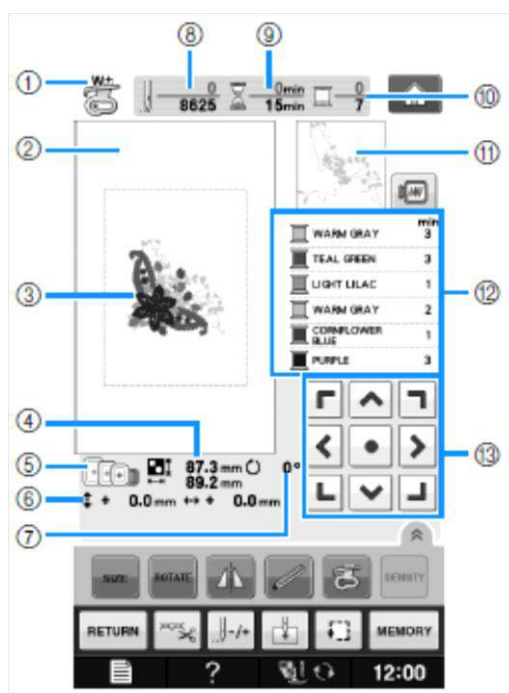 ⑧ ⑨
① W+ 0 0min 0 ⑩
8625 15min 7
② ⑪
min
WARM GRAY 3
TEAL GREEN 3
③ LIGHT LILAC 1 ⑫
WARM GRAY 2
CORNFLOWER BLUE 1
PURPLE 3
④
⑤ 87.3 mm 0° ⑬
89.2 mm
⑥ + 0.0 mm + 0.0 mm
⑦
SIZE ROTATE DENSITY
RETURN -/+ MEMORY
? 12:00